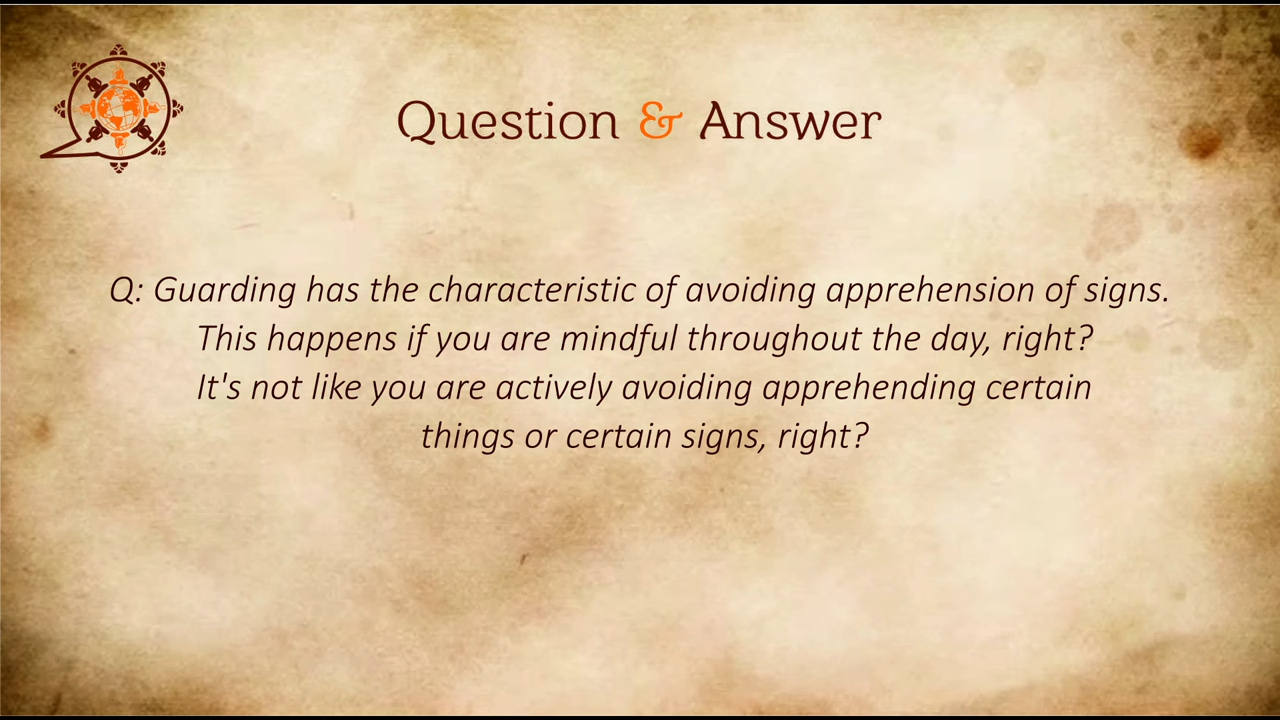 Question & Answer
Q: Guarding has the characteristic of avoiding apprehension of signs.
This happens if you are mindful throughout the day, right?
It's not like you are actively avoiding apprehending certain
things or certain signs, right?